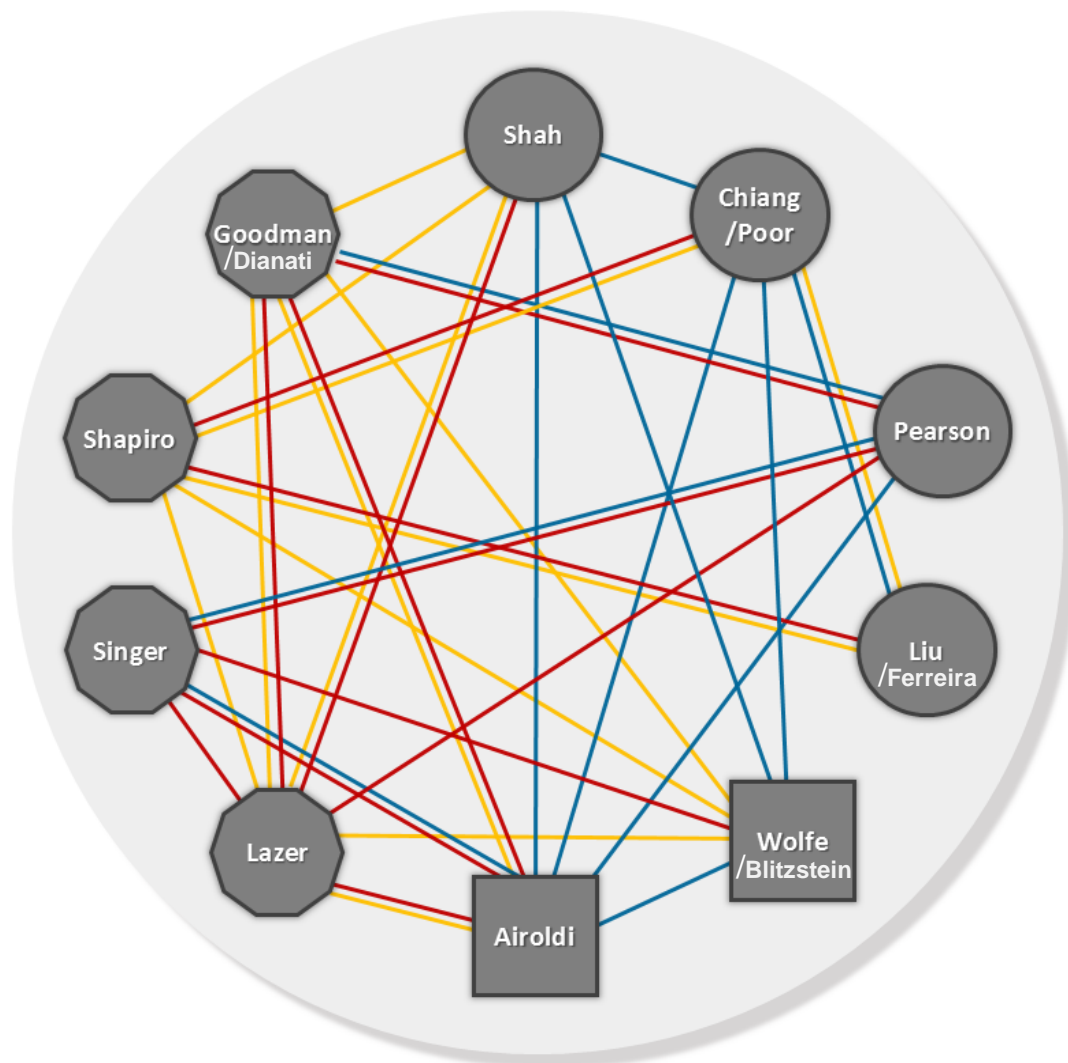 Shah
Chiang
/Poor
Goodman
/Dianati
Pearson
Shapiro
Singer
Liu
/Ferreira
Lazer
Wolfe
/Blitzstein
Airoldi